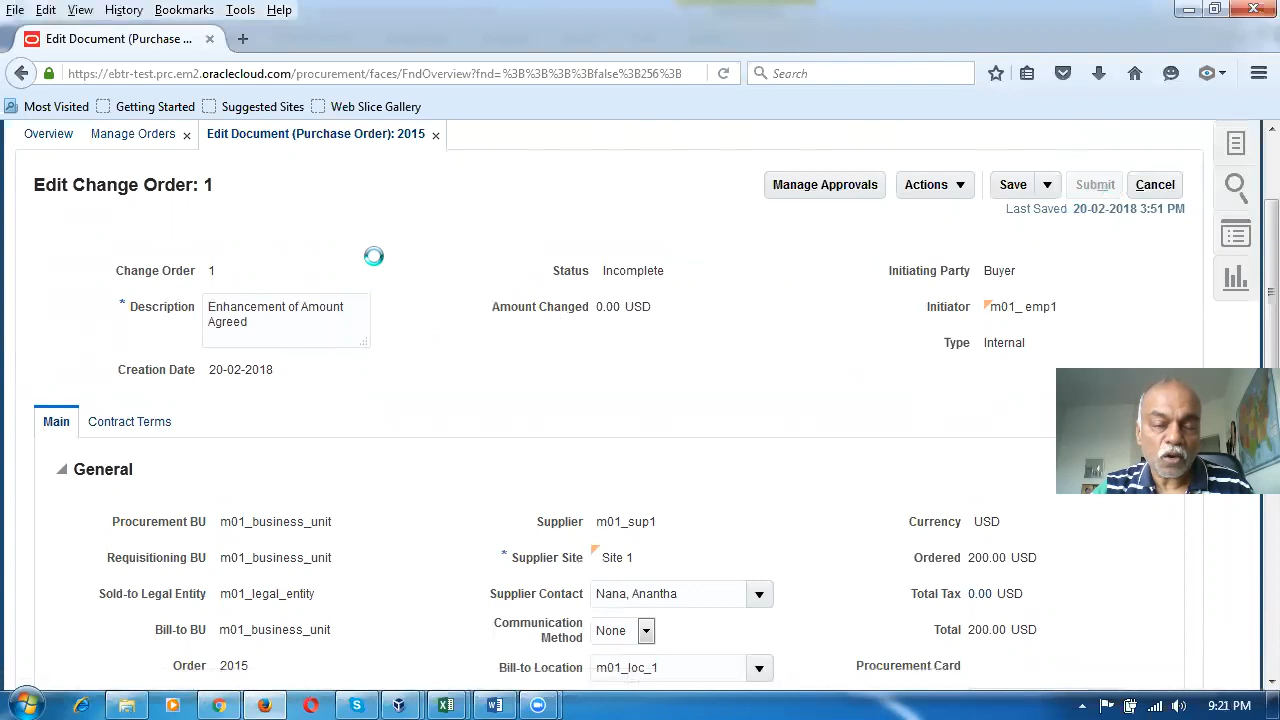 File Edit View History Bookmarks Tools Help
Edit Document (Purchase ...
https://ebtr-test.prc.em2.oraclecloud.com/procurement/faces/FndOverview?fnd=%3B%3B%3B%3Bfalse%3B256%3B
Search
Most Visited Getting Started Suggested Sites Web Slice Gallery
Overview Manage Orders Edit Document (Purchase Order): 2015
Edit Change Order: 1 Manage Approvals Actions Save Submit Cancel
Last Saved 20-02-2018 3:51 PM
Change Order 1 Status Incomplete Initiating Party Buyer
* Description Enhancement of Amount Agreed Amount Changed 0.00 USD Initiator m01_ emp1
Type Internal
Creation Date 20-02-2018
Main Contract Terms
General
Procurement BU m01_business_unit Supplier m01_sup1 Currency USD
Requisitioning BU m01_business_unit * Supplier Site Site 1 Ordered 200.00 USD
Sold-to Legal Entity m01_legal_entity Supplier Contact Nana, Anantha Total Tax 0.00 USD
Bill-to BU m01_business_unit Communication Method None Total 200.00 USD
Order 2015 Bill-to Location m01_loc_1 Procurement Card
9:21 PM